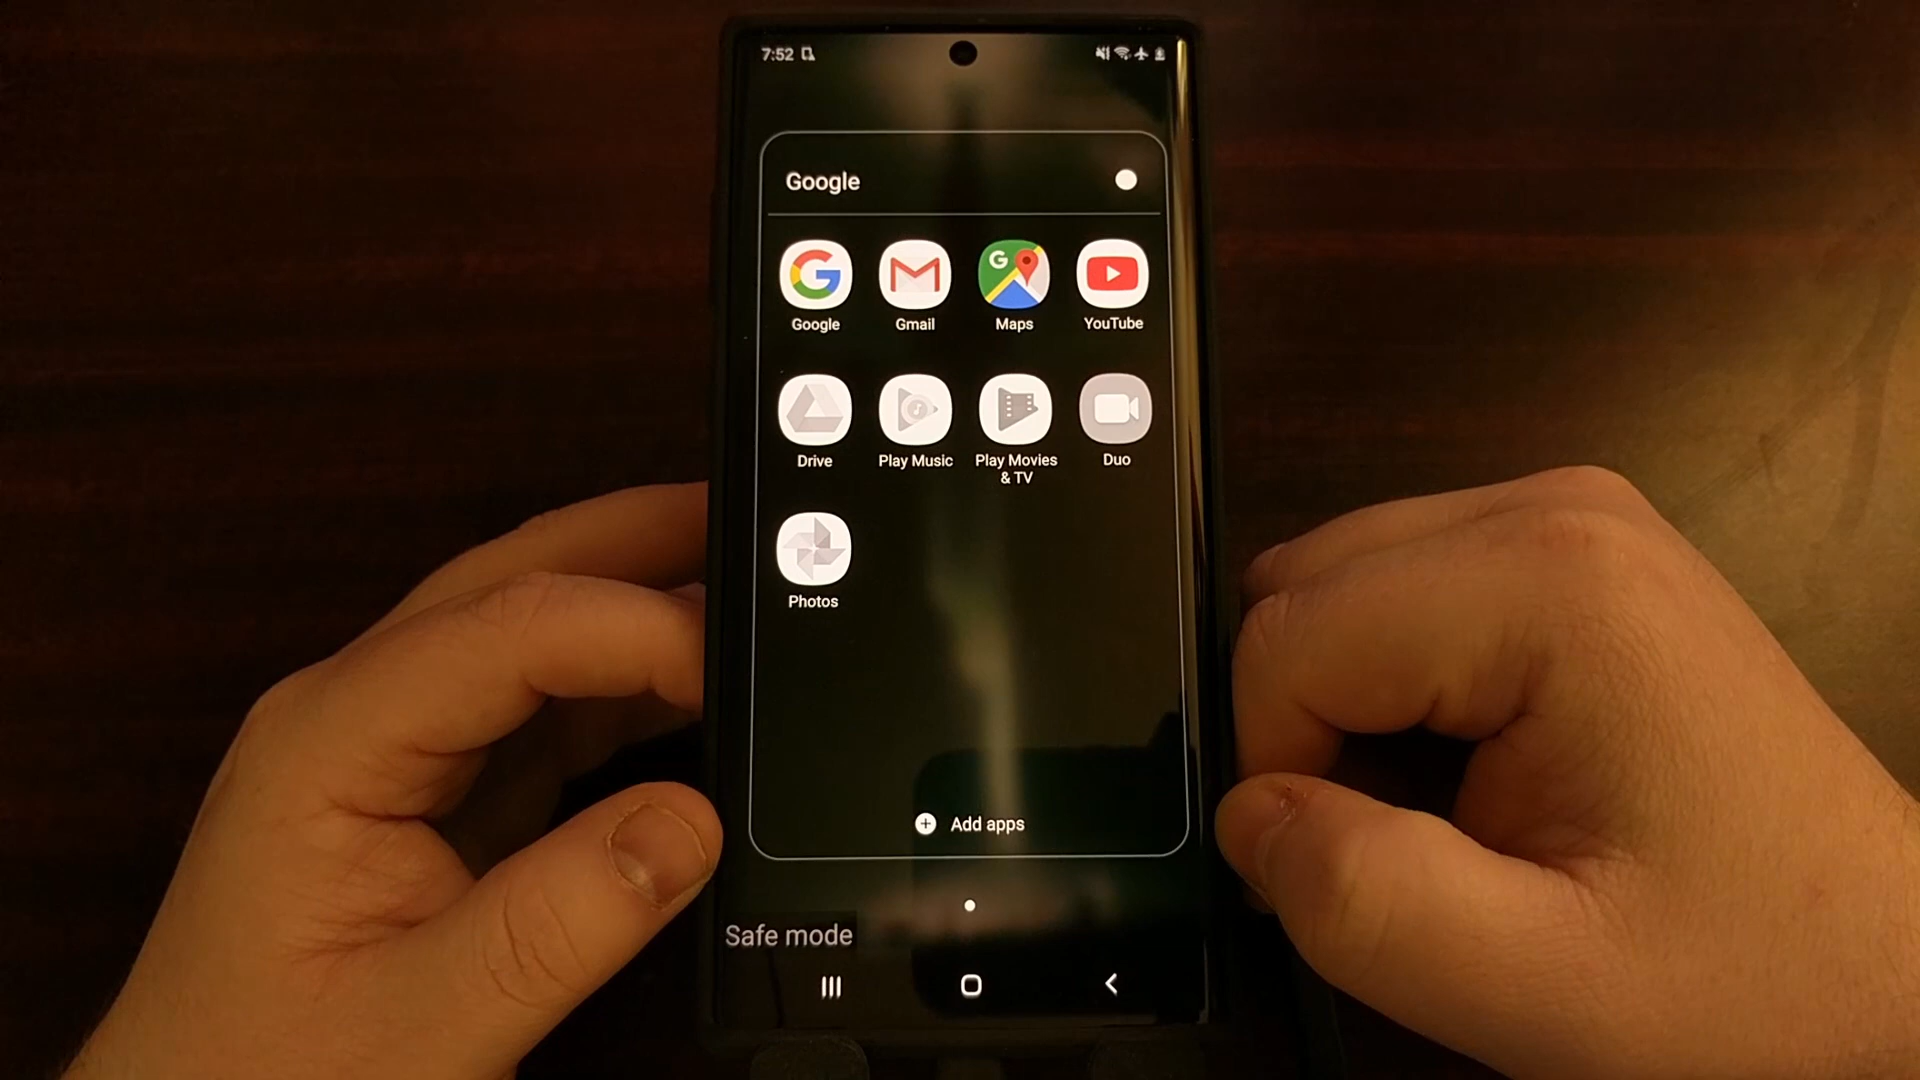 7:52
Google
Google Gmail Maps YouTube
Drive Play Music Play Movies & TV Duo
Photos
Add apps
Safe mode